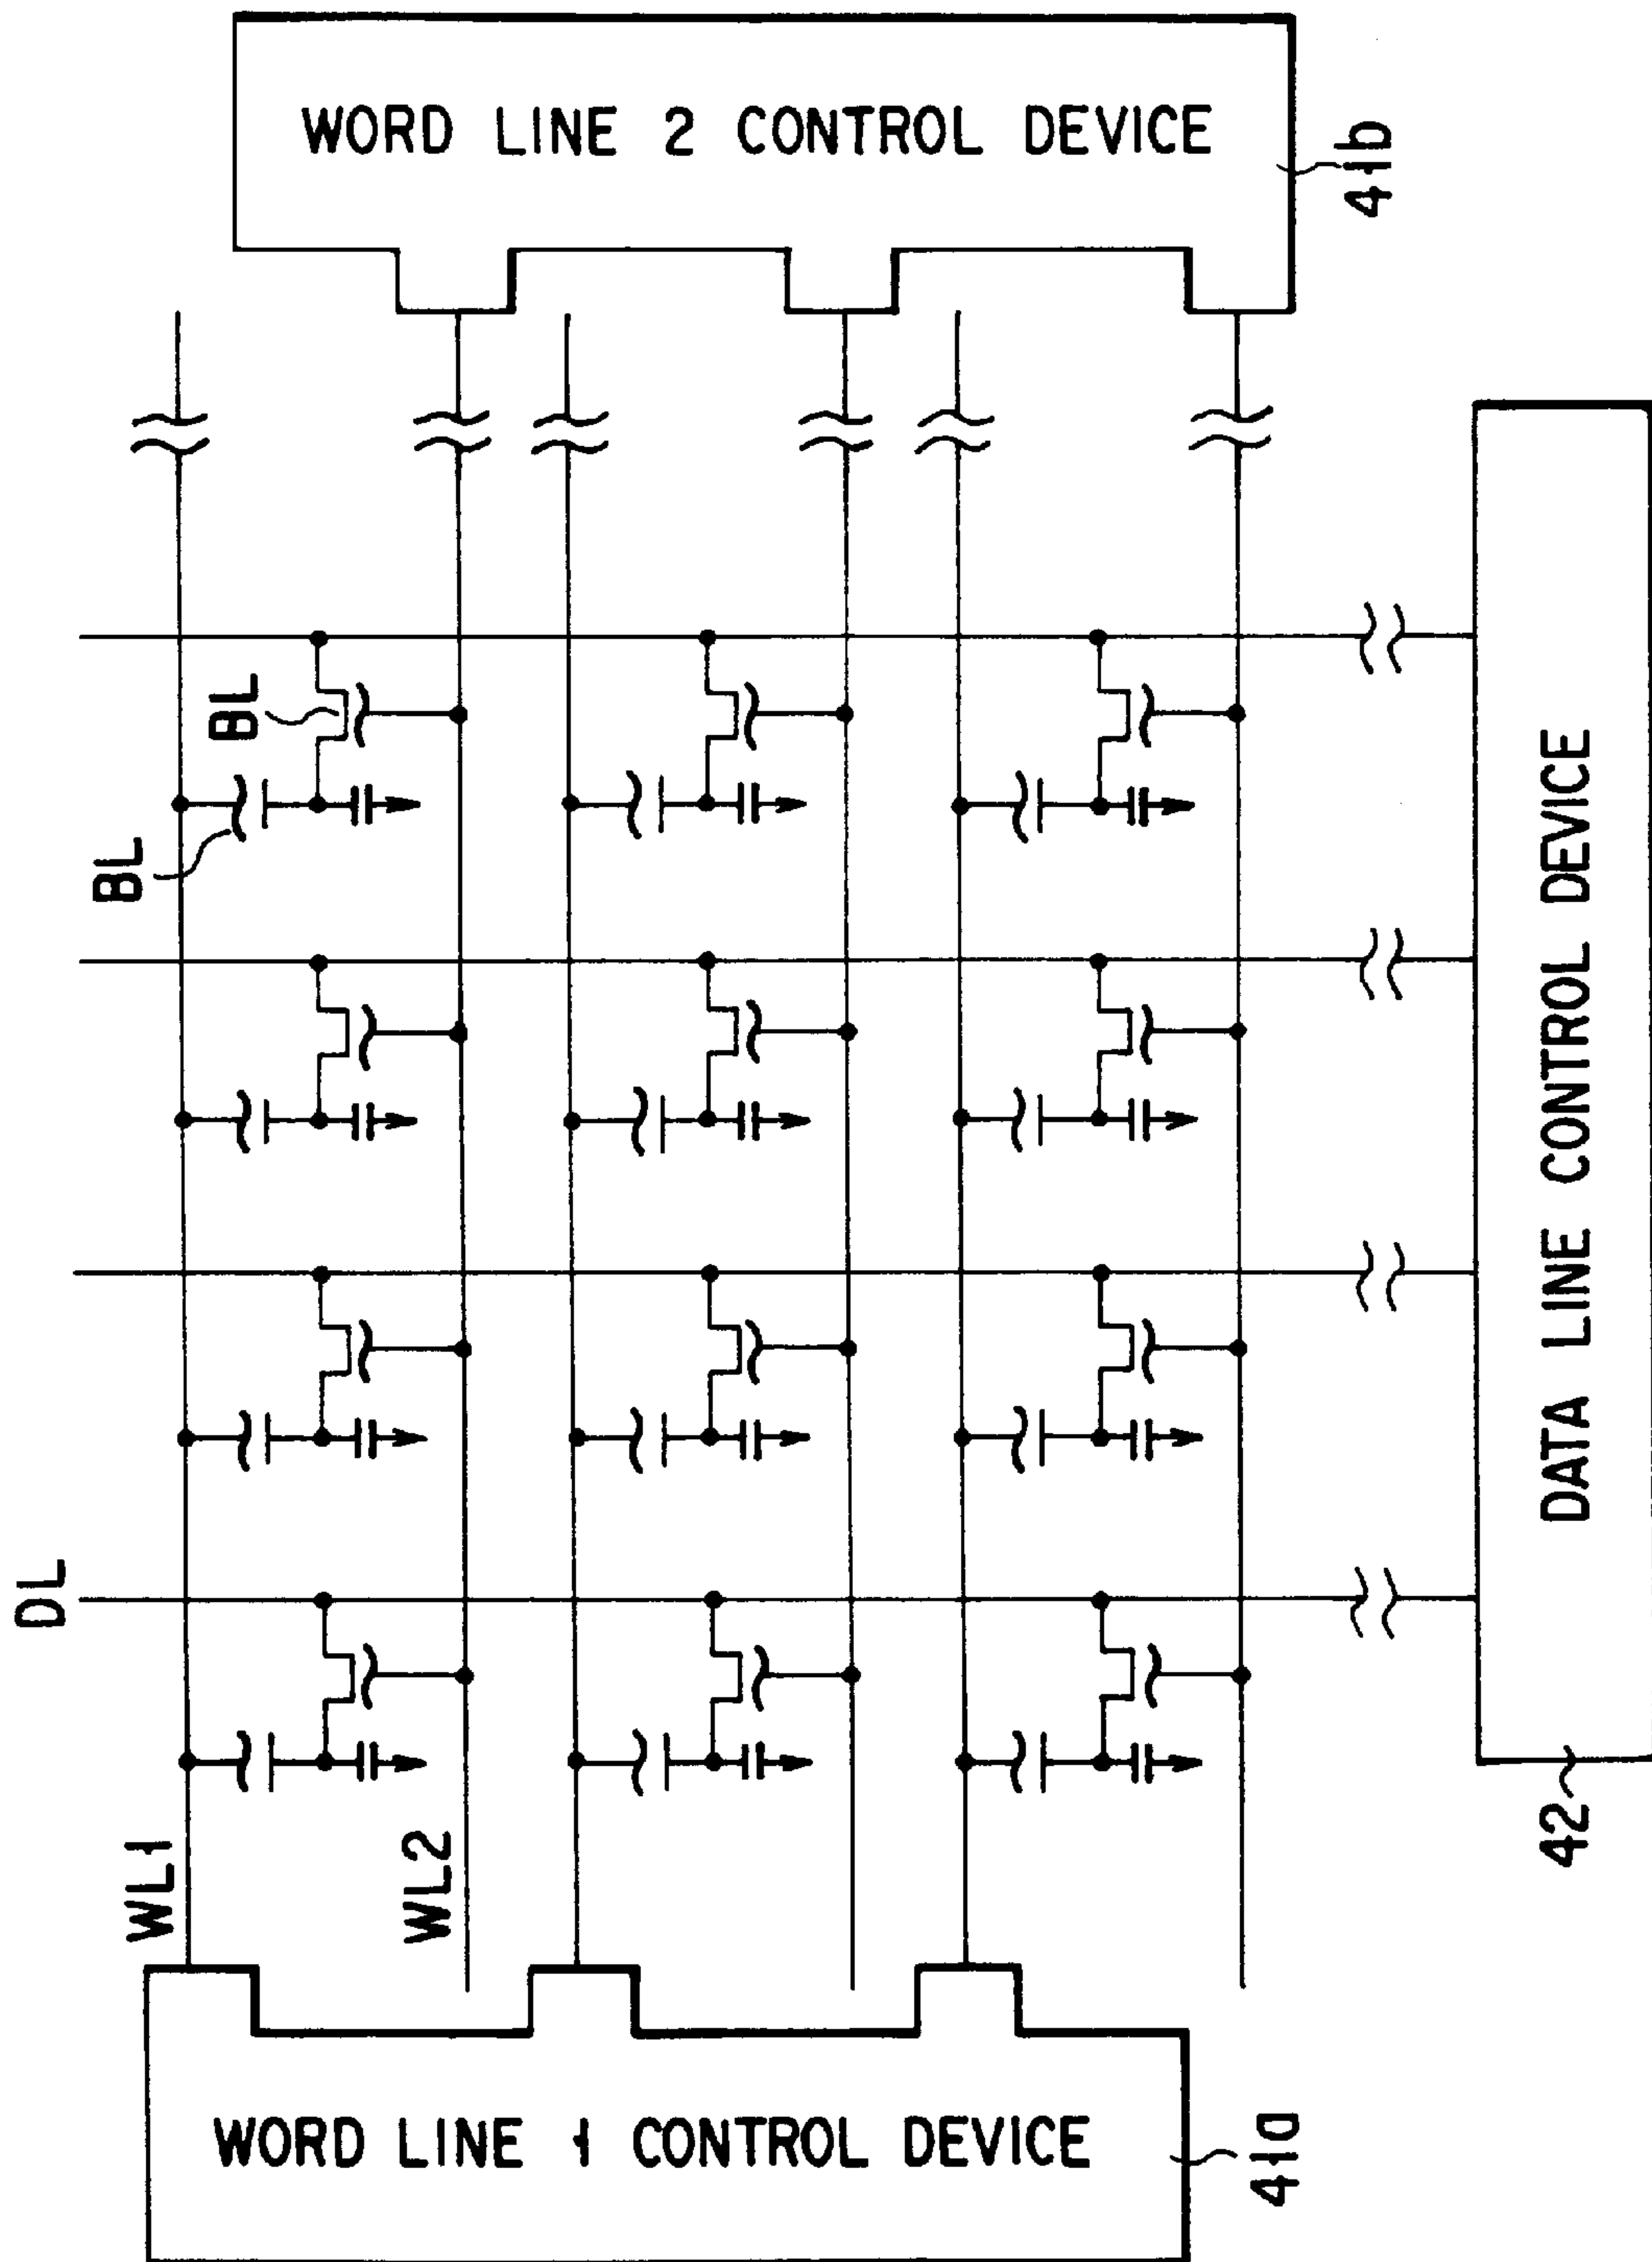 WORD LINE 2 CONTROL DEVICE
41b
BL
BL
DL
WL1
WL2
WORD LINE 1 CONTROL DEVICE
41a
DATA LINE CONTROL DEVICE
42